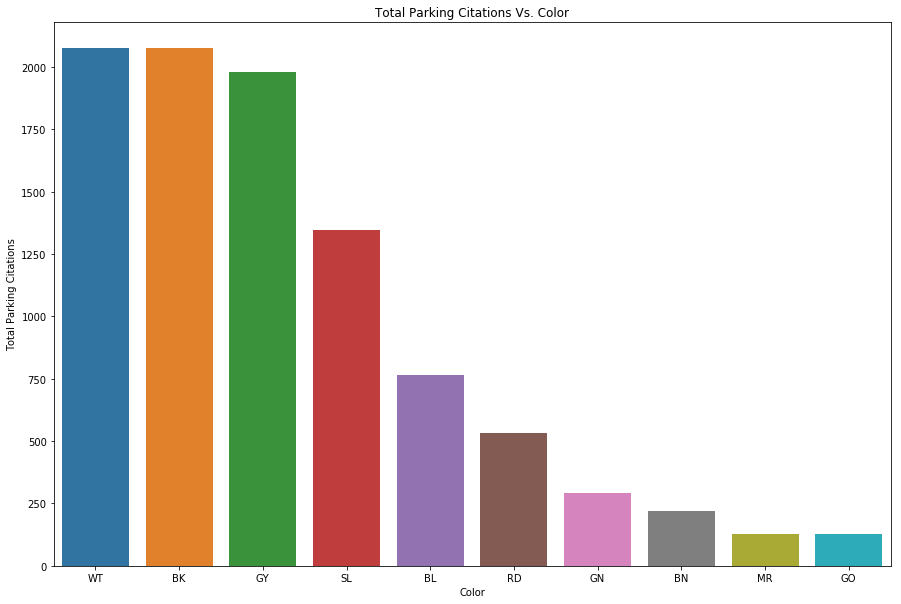 Total Parking Citations Vs. Color
Total Parking Citations
2000
1750
1500
1250
1000
750
500
250
0
WT BK GY SL BL RD GN BN MR GO
Color